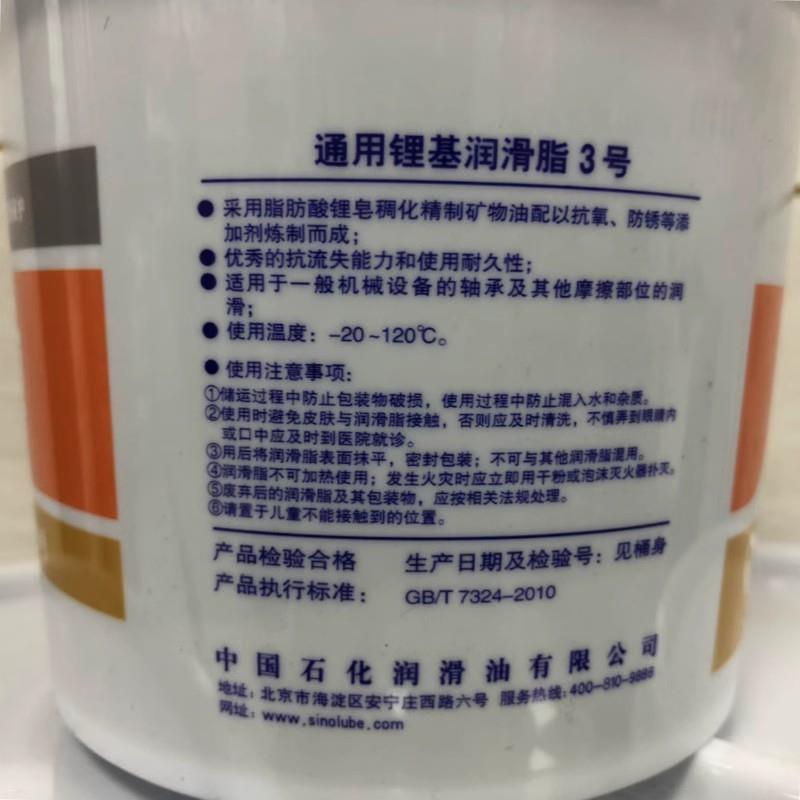 通用锂基润滑脂3号
● 采用脂肪酸锂皂稠化精制矿物油配以抗氧、防锈等添
加剂炼制而成；
● 优秀的抗流失能力和使用耐久性；
● 适用于一般机械设备的轴承及其他摩擦部位的润
滑；
● 使用温度：-20~120℃。
● 使用注意事项：
①储运过程中防止包装物破损，使用过程中防止混入水和杂质。
②使用时避免皮肤与润滑脂接触，否则应及时清洗，不慎弄到眼睛内
或口中应及时到医院就诊。
③用后将润滑脂表面抹平，密封包装；不可与其他润滑脂混用。
④润滑脂不可加热使用；发生火灾时应立即用干粉或泡沫灭火器补灭。
⑤废弃后的润滑脂及其包装物，应按相关法规处理。
⑥请置于儿童不能接触到的位置。
产品检验合格 生产日期及检验号：见桶身
产品执行标准： GB/T 7324-2010
中国石化润滑油有限公司
地址：北京市海淀区安宁庄西路六号 服务热线：400-810-9886
网址：www.sinolube.com